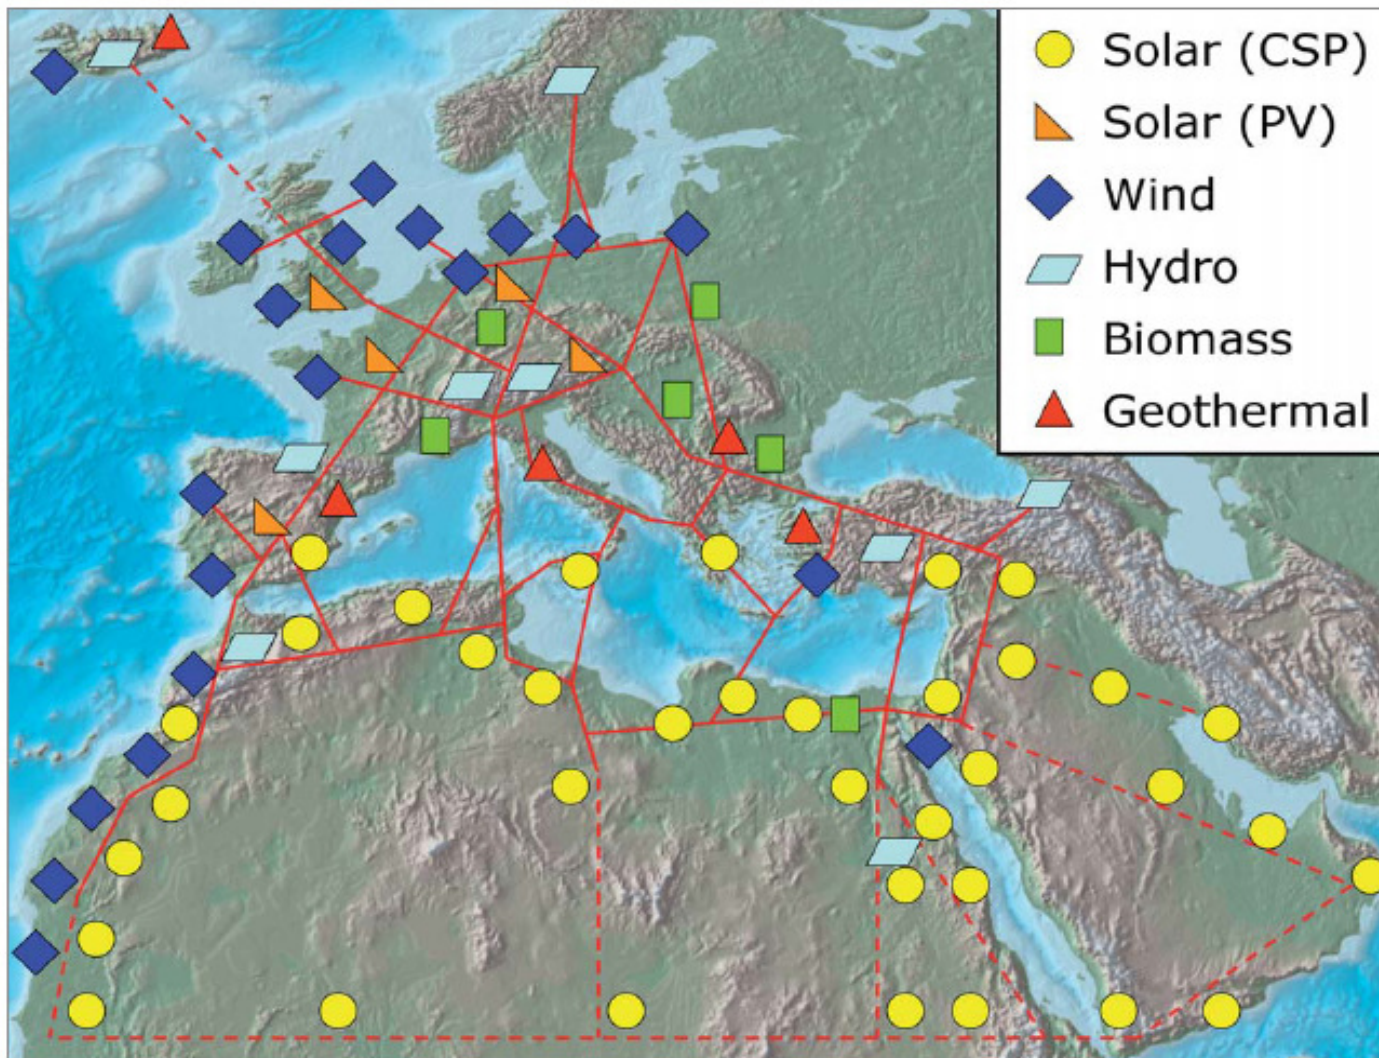 Solar (CSP)
Solar (PV)
Wind
Hydro
Biomass
Geothermal